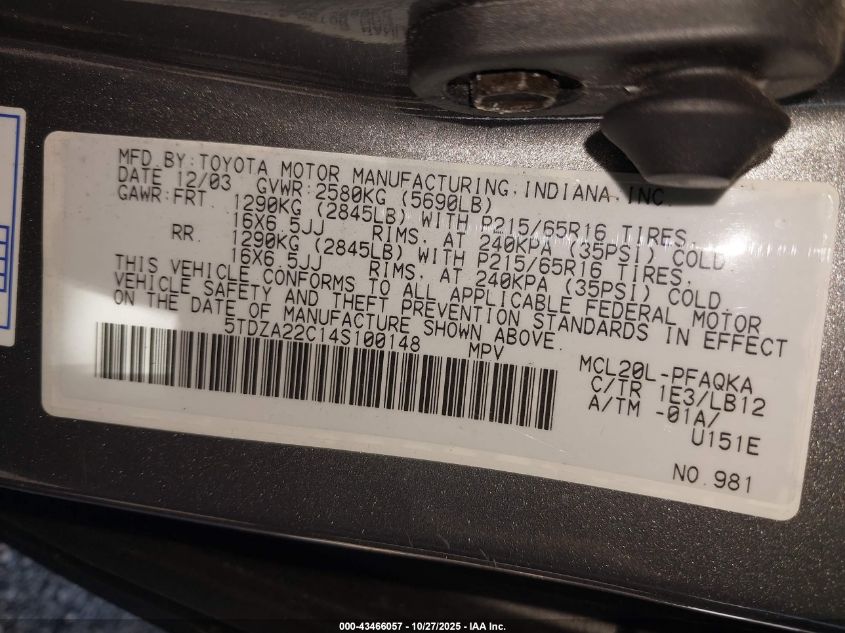 MFD.BY:TOYOTA MOTOR MANUFACTURING,INDIANA,INC.
DATE 12/03 GVWR:2580KG (5690LB)
GAWR:FRT 1290KG (2845LB) WITH P215/65R16 TIRES,
16X6.5JJ RIMS, AT 240KPA (35PSI) COLD
RR 1290KG (2845LB) WITH P215/65R16 TIRES,
16X6.5JJ RIMS, AT 240KPA (35PSI) COLD
THIS VEHICLE CONFORMS TO ALL APPLICABLE FEDERAL MOTOR
VEHICLE SAFETY AND THEFT PREVENTION STANDARDS IN EFFECT
ON THE DATE OF MANUFACTURE SHOWN ABOVE.
5TDZA22C14S100148 MPV
MCL20L-PFAQKA
C/TR 1E3/LB12
A/TM -01A/
U151E
NO.981
000-43466057 - 10/27/2025 - IAA Inc.